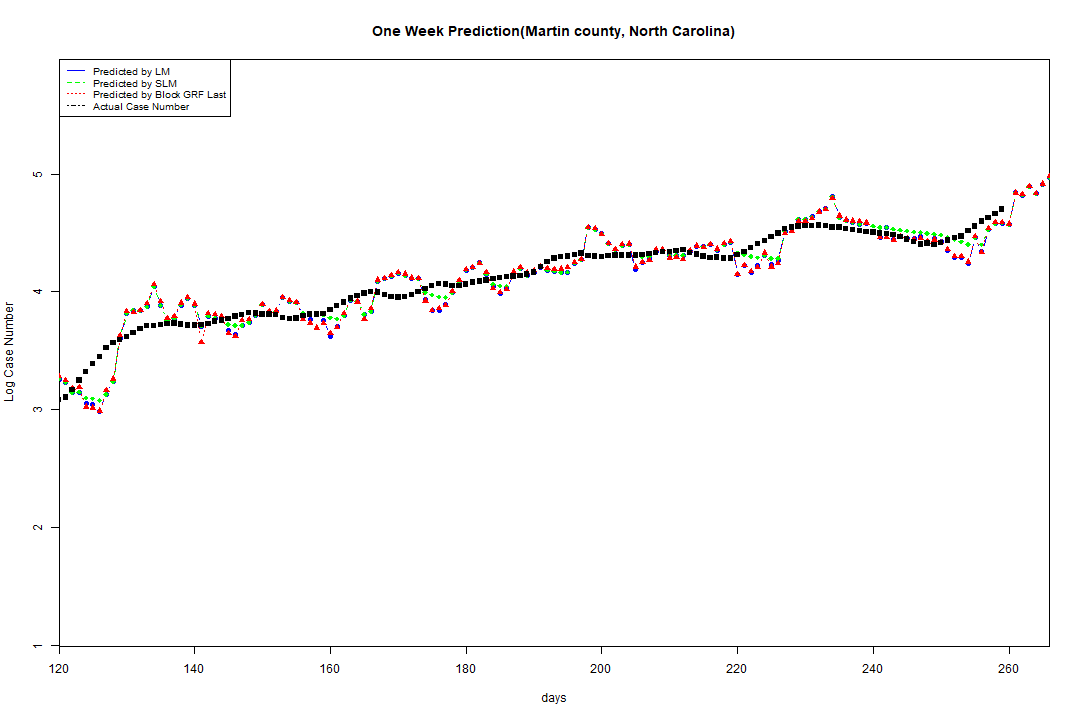 One Week Prediction(Martin county, North Carolina)
Predicted by LM
Predicted by SLM
Predicted by Block GRF Last
Actual Case Number
Log Case Number
5
4
3
2
1
120 140 160 180 200 220 240 260
days